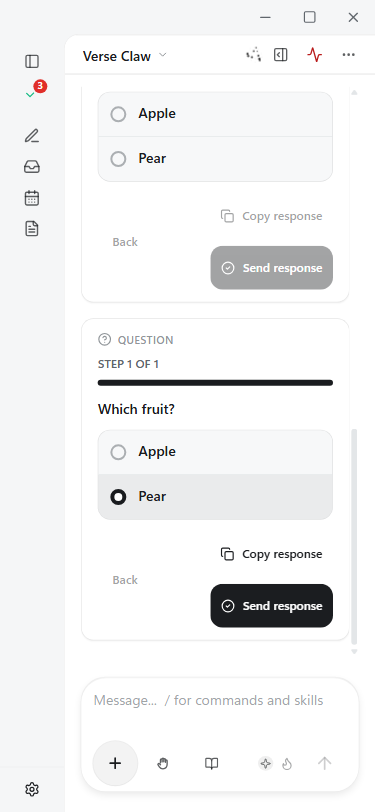 Verse Claw
3
Apple
Pear
Copy response
Back
Send response
QUESTION
STEP 1 OF 1
Which fruit?
Apple
Pear
Copy response
Back
Send response
Message... / for commands and skills